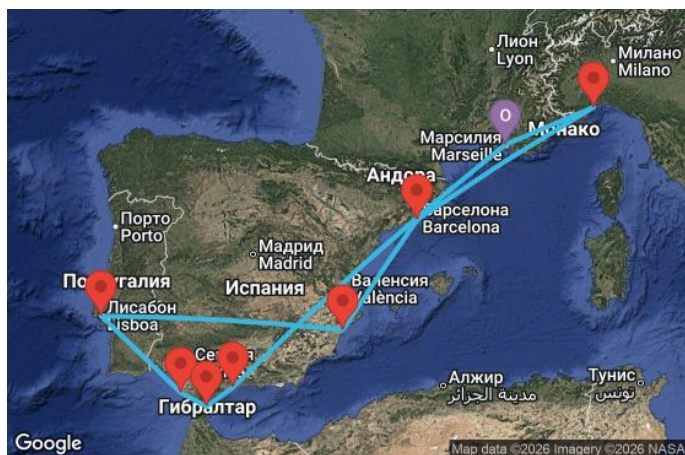 Лион
Lyon
Милано
Milano
О
Марсилия
Marseille
Монако
Андора
Барселона
Barcelona
Порто
Porto
Мадрид
Madrid
Испания
Валенсия
València
Лисабон
Lisboa
Гибралтар
Алжир
مدينة الجزائر
Тунис
تونس
Google
Map data ©2026 Imagery ©2026 NASA